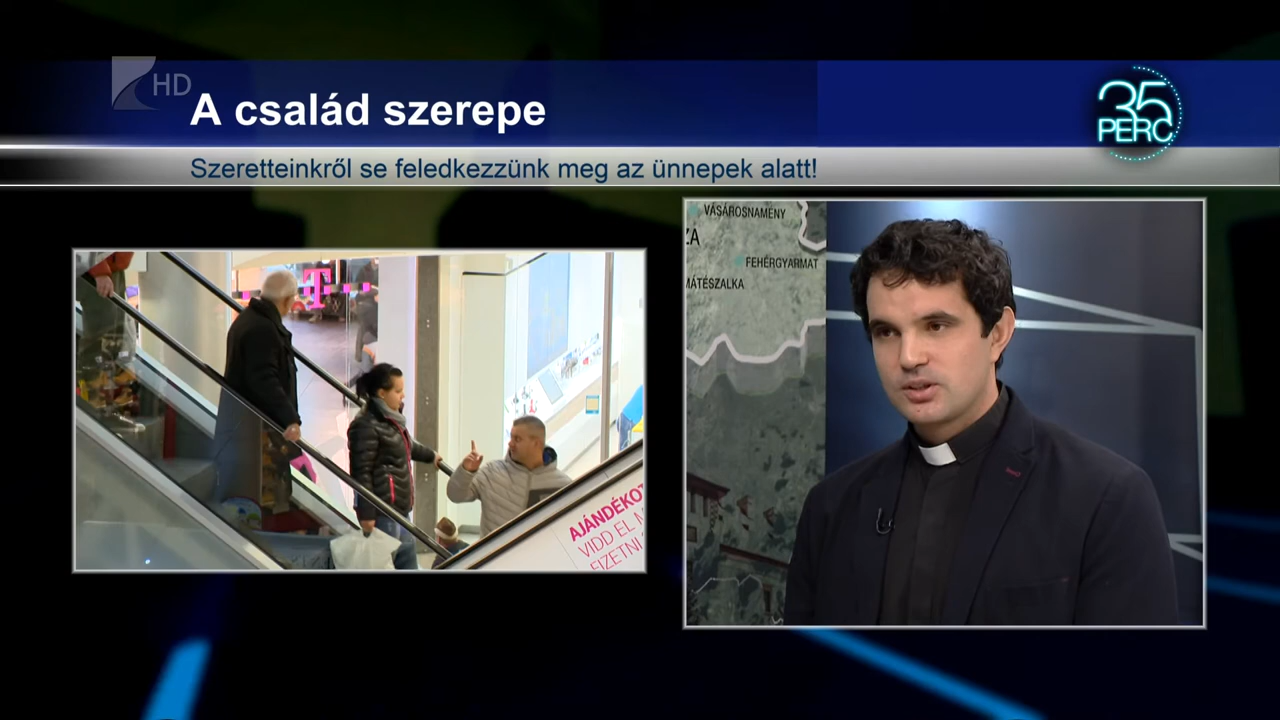 HD
A család szerepe
35
PERC
Szeretteinkről se feledkezzünk meg az ünnepek alatt!
VÁSÁROSNAMÉNY
ZA
FEHÉRGYARMAT
MÁTÉSZALKA
T
AJÁNDÉKOT
VIDD EL M
FIZETNI